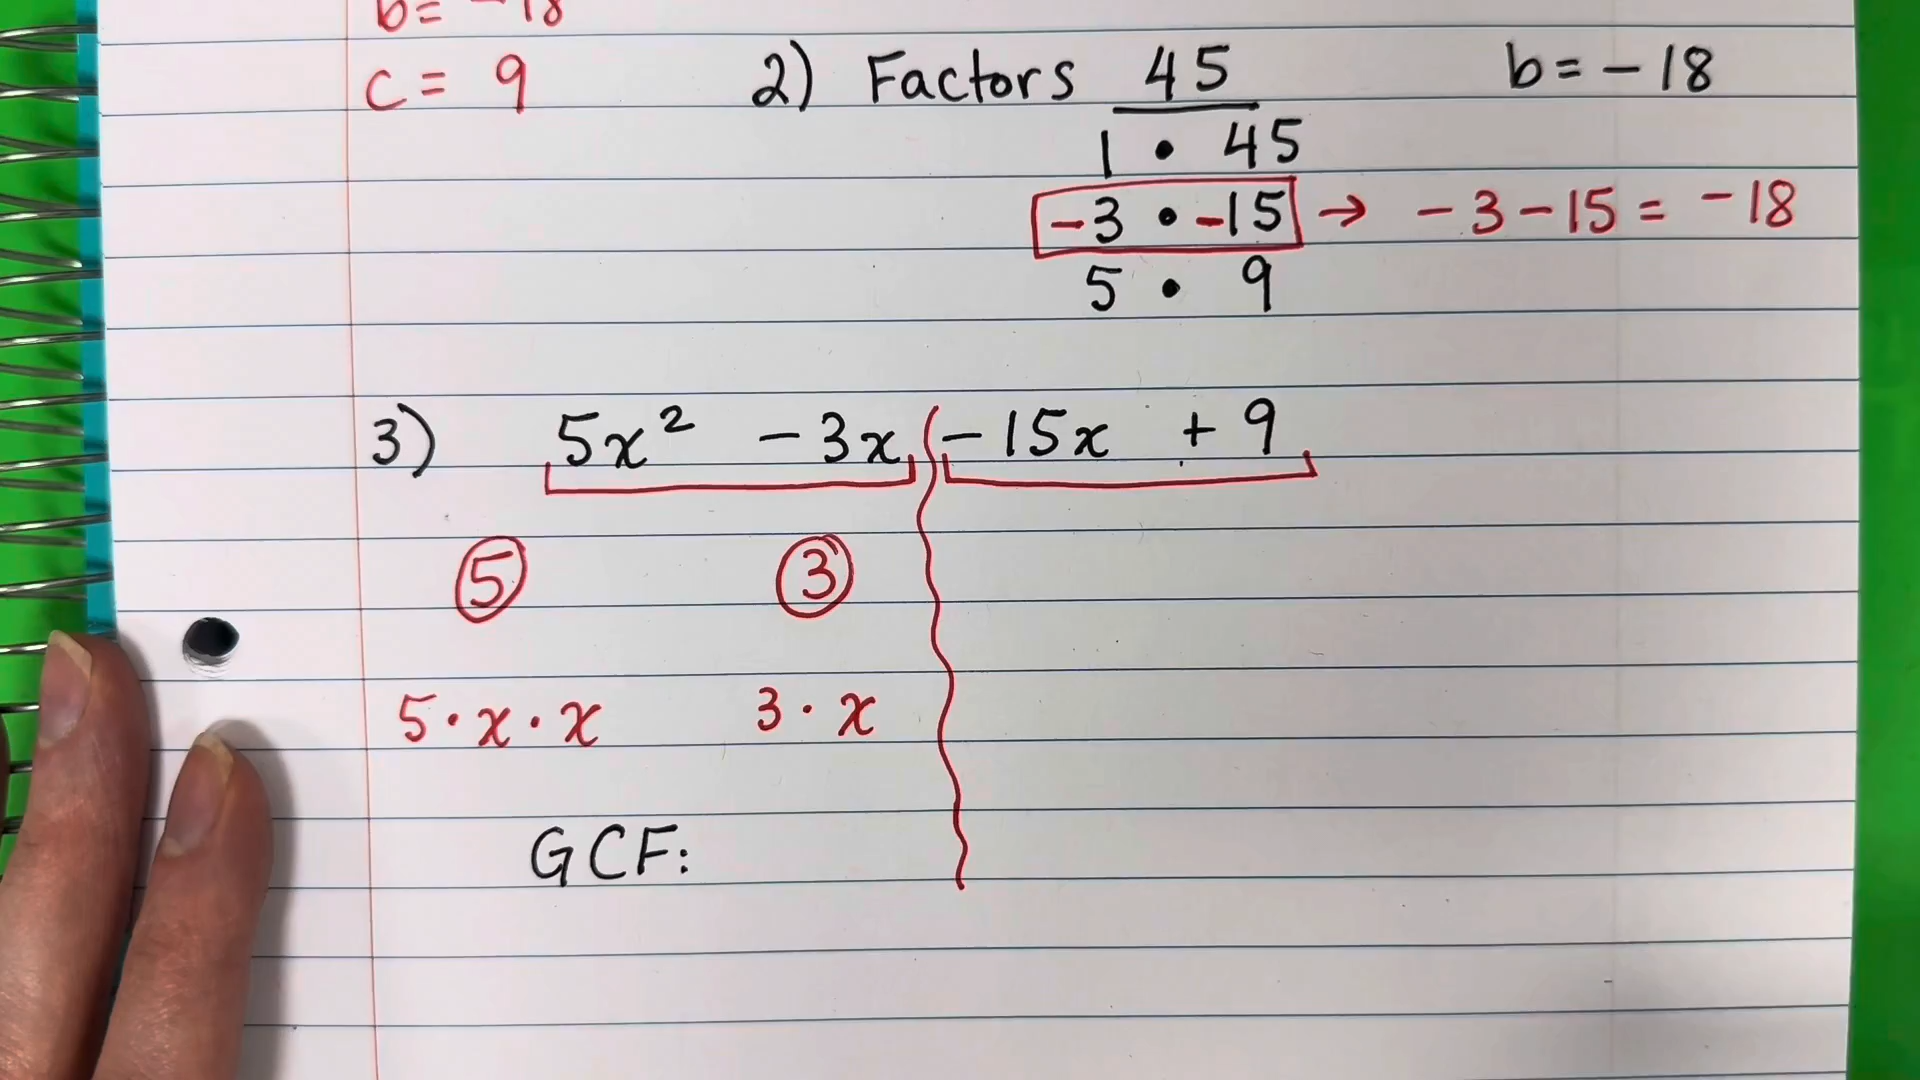 b = -18
c = 9
2) Factors 45 b = -18
1 • 45
-3 • -15 → -3 - 15 = -18
5 • 9
3) 5x² - 3x - 15x + 9
5 3
5 · x · x 3 · x
GCF: